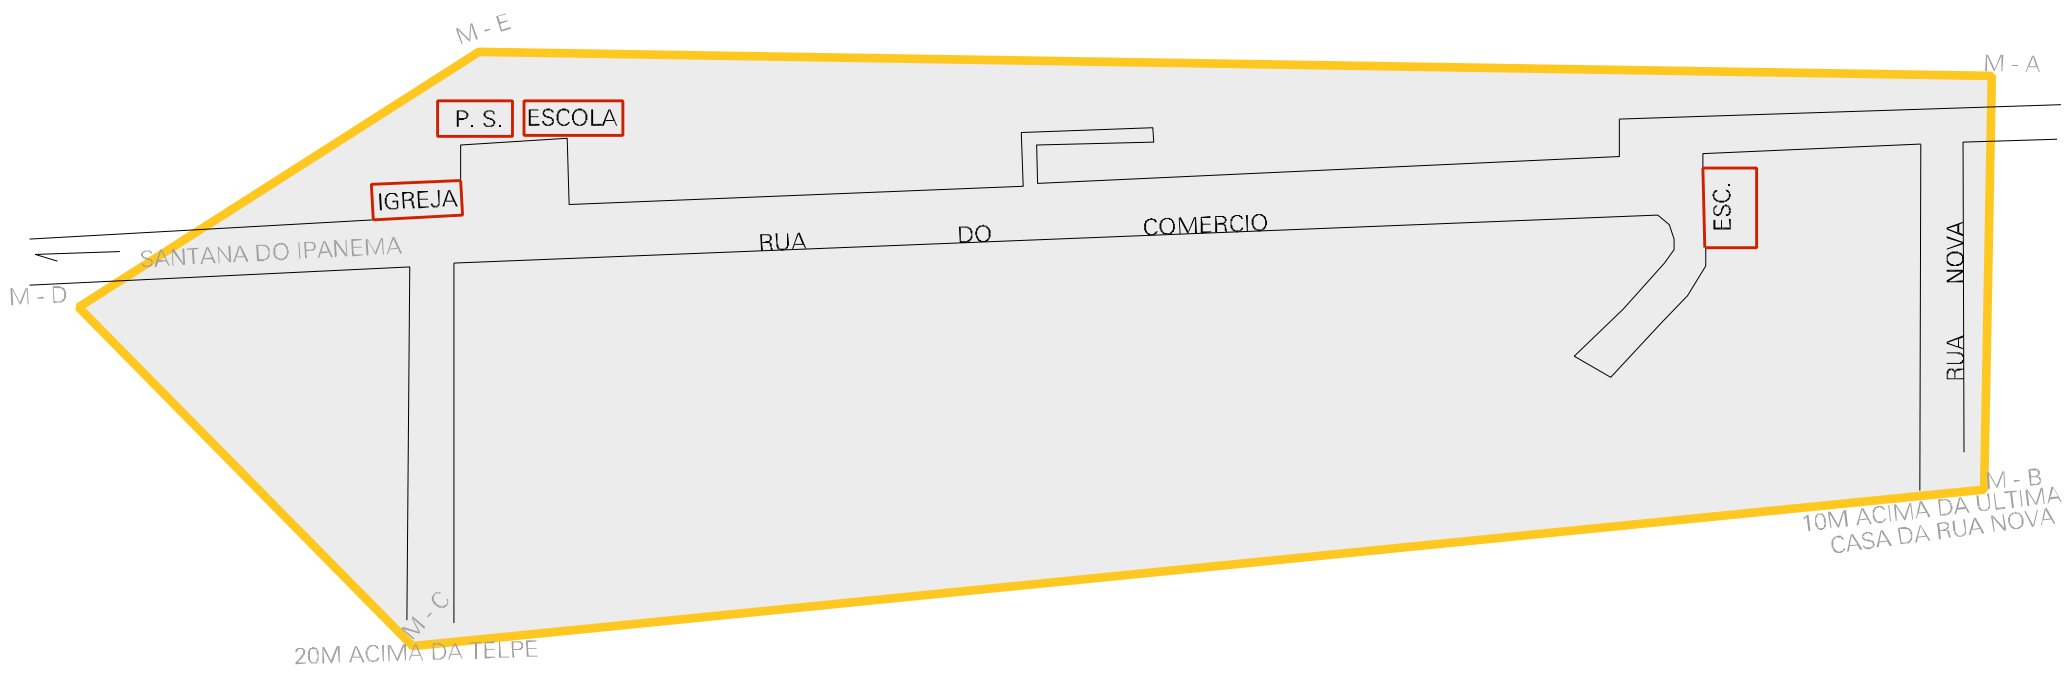 M - E
M - A
P. S.
ESCOLA
IGREJA
ESC.
RUA DO COMERCIO
SANTANA DO IPANEMA
RUA NOVA
M - D
M - B
10M ACIMA DA ULTIMA
CASA DA RUA NOVA
M - C
20M ACIMA DA TELPE